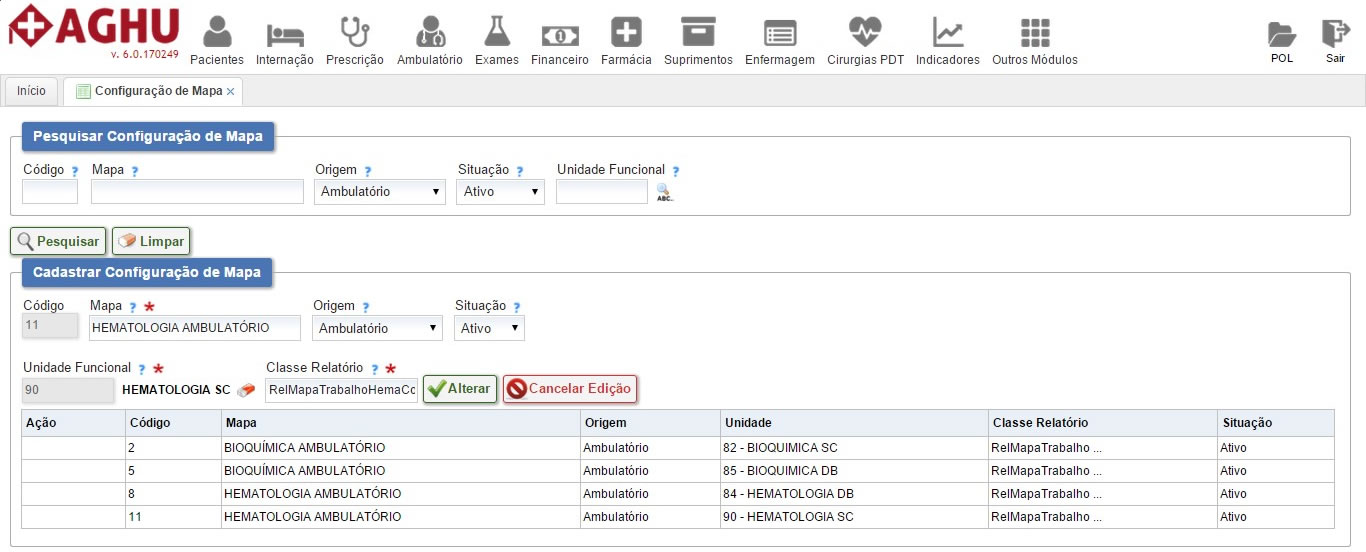 AGHU
v. 6.0.170249
Pacientes Internação Prescrição Ambulatório Exames Financeiro Farmácia Suprimentos Enfermagem Cirurgias PDT Indicadores Outros Módulos POL Sair
Início Configuração de Mapa ×
Pesquisar Configuração de Mapa
Código ? Mapa ? Origem ? Situação ? Unidade Funcional ?
Ambulatório Ativo ABC..
Pesquisar Limpar
Cadastrar Configuração de Mapa
Código Mapa ? * Origem ? Situação ?
11 HEMATOLOGIA AMBULATÓRIO Ambulatório Ativo
Unidade Funcional ? * Classe Relatório ? *
90 HEMATOLOGIA SC RelMapaTrabalhoHemaCo Alterar Cancelar Edição
Ação Código Mapa Origem Unidade Classe Relatório Situação
2 BIOQUÍMICA AMBULATÓRIO Ambulatório 82 - BIOQUIMICA SC RelMapaTrabalho ... Ativo
5 BIOQUÍMICA AMBULATÓRIO Ambulatório 85 - BIOQUIMICA DB RelMapaTrabalho ... Ativo
8 HEMATOLOGIA AMBULATÓRIO Ambulatório 84 - HEMATOLOGIA DB RelMapaTrabalho ... Ativo
11 HEMATOLOGIA AMBULATÓRIO Ambulatório 90 - HEMATOLOGIA SC RelMapaTrabalho ... Ativo